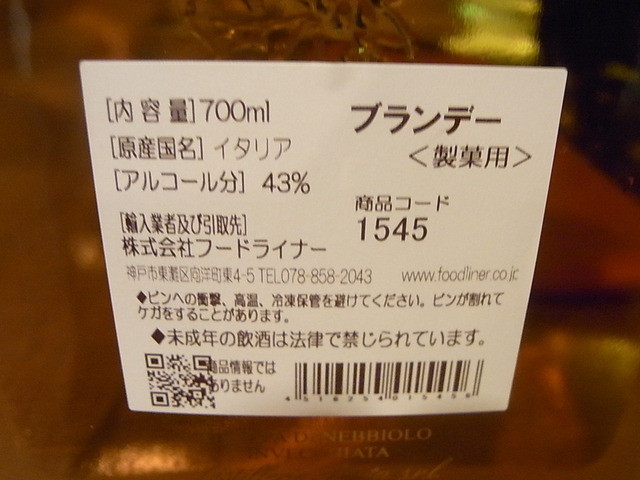 [内容量]700ml
ブランデー
[原産国名] イタリア
<製菓用>
[アルコール分] 43%
商品コード
1545
[輸入業者及び引取先]
株式会社フードライナー
神戸市東灘区向洋町東4-5 TEL078-858-2043 www.foodliner.co.jp
◆ビンへの衝撃、高温、冷凍保管を避けてください。ビンが割れて
ケガをすることがあります。
◆未成年の飲酒は法律で禁じられています。
商品情報では
ありません
4 516254 015456
DI NEBBIOLO
INVECCHIATA